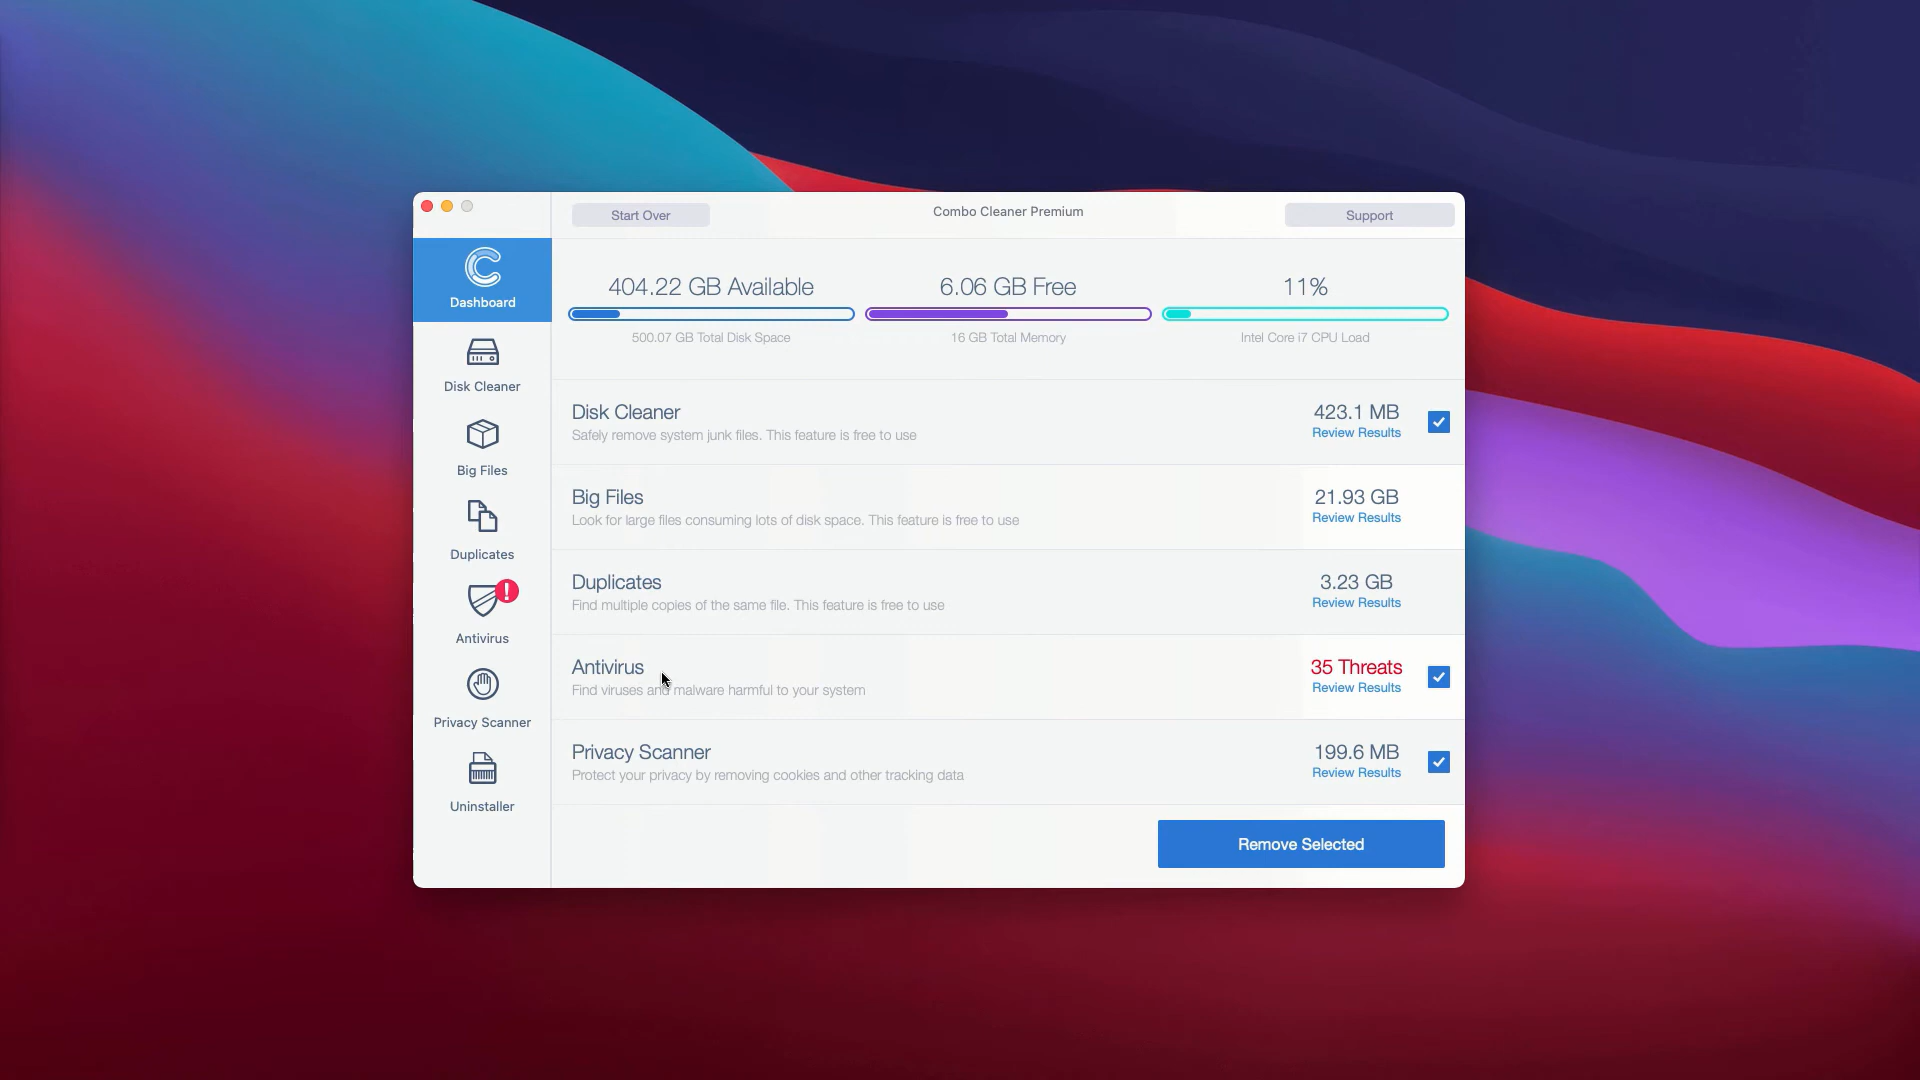 Start Over
Combo Cleaner Premium
Support
Dashboard
Disk Cleaner
Big Files
Duplicates
!
Antivirus
Privacy Scanner
Uninstaller
404.22 GB Available
500.07 GB Total Disk Space
6.06 GB Free
16 GB Total Memory
11%
Intel Core i7 CPU Load
Disk Cleaner
Safely remove system junk files. This feature is free to use
423.1 MB
Review Results
Big Files
Look for large files consuming lots of disk space. This feature is free to use
21.93 GB
Review Results
Duplicates
Find multiple copies of the same file. This feature is free to use
3.23 GB
Review Results
Antivirus
Find viruses and malware harmful to your system
35 Threats
Review Results
Privacy Scanner
Protect your privacy by removing cookies and other tracking data
199.6 MB
Review Results
Remove Selected